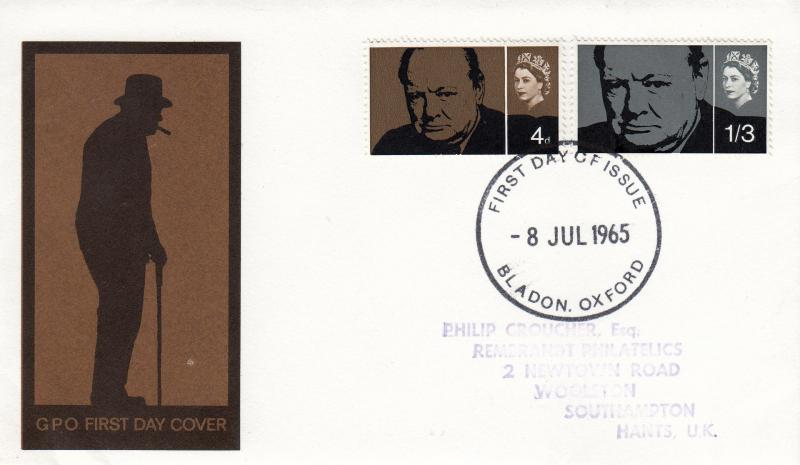 4d
1/3
FIRST DAY OF ISSUE
- 8 JUL 1965
BLADON, OXFORD
PHILIP CROUCHER, Esq.
REMBRANDT PHILATELICS
2 NEWTOWN ROAD
WOOLSTON
SOUTHAMPTON
HANTS, U.K.
GPO FIRST DAY COVER